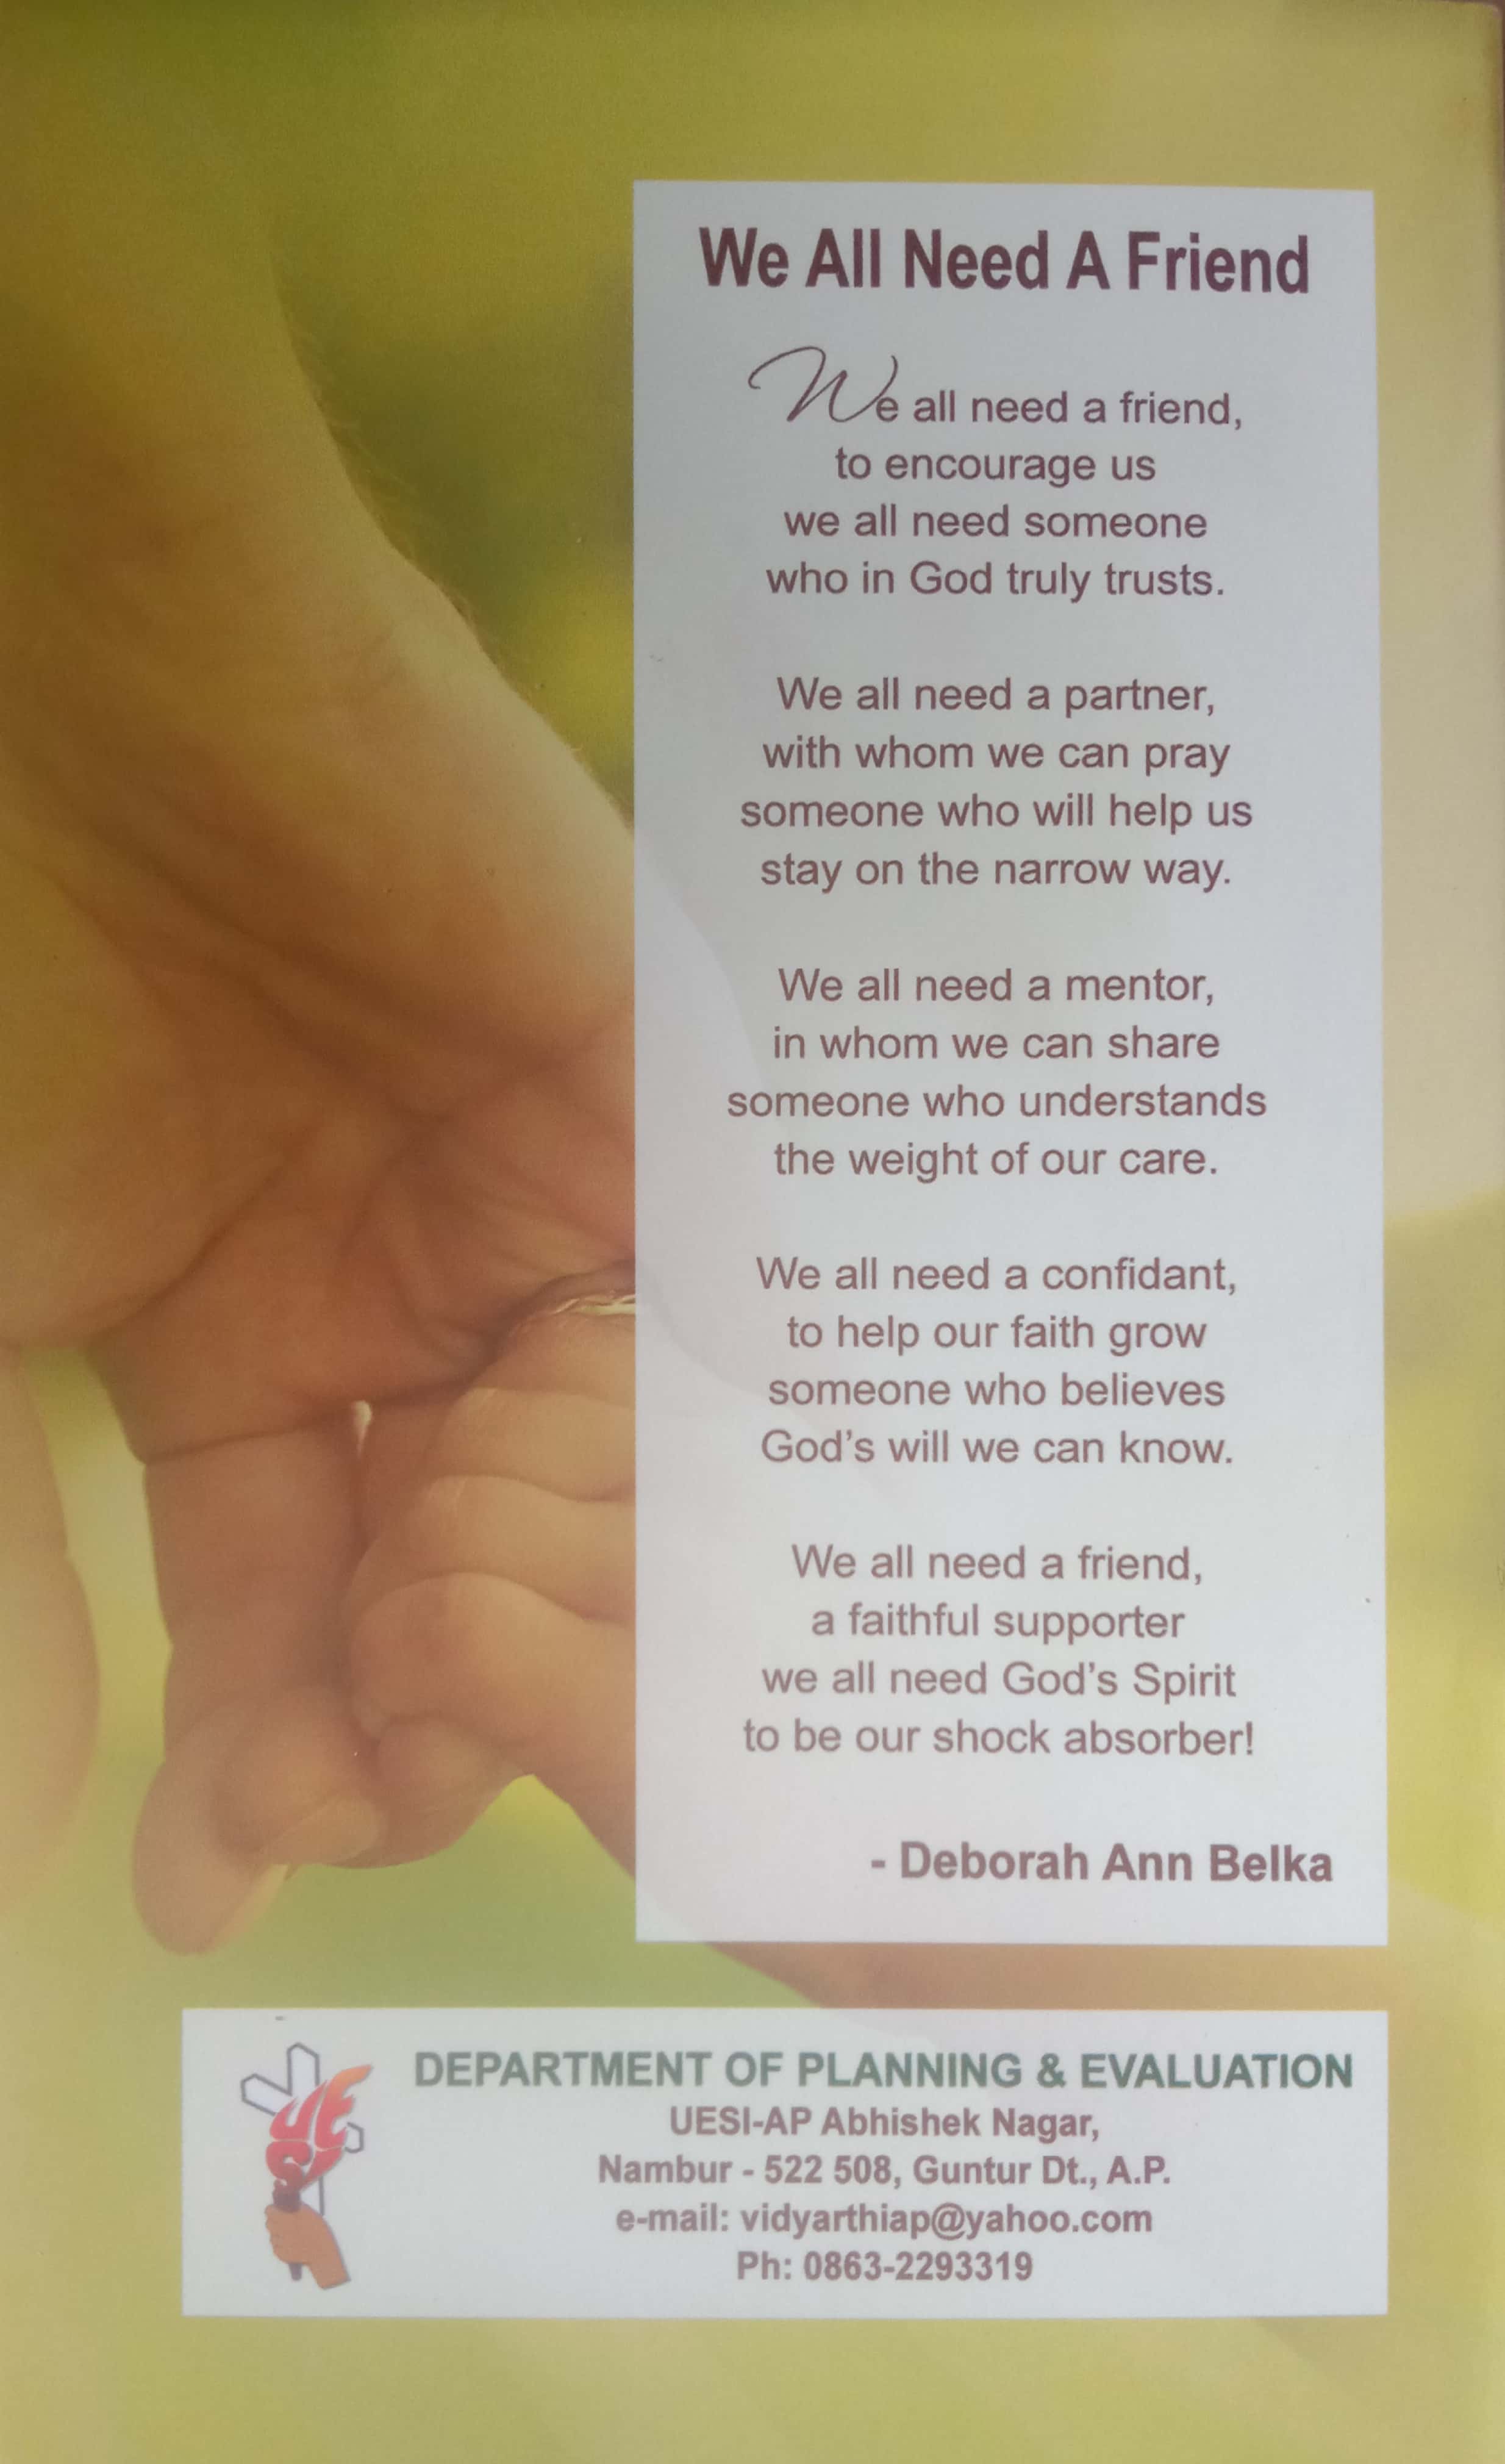 We All Need A Friend
We all need a friend,
to encourage us
we all need someone
who in God truly trusts.
We all need a partner,
with whom we can pray
someone who will help us
stay on the narrow way.
We all need a mentor,
in whom we can share
someone who understands
the weight of our care.
We all need a confidant,
to help our faith grow
someone who believes
God's will we can know.
We all need a friend,
a faithful supporter
we all need God's Spirit
to be our shock absorber!
- Deborah Ann Belka
UESI
DEPARTMENT OF PLANNING & EVALUATION
UESI-AP Abhishek Nagar,
Nambur - 522 508, Guntur Dt., A.P.
e-mail: vidyarthiap@yahoo.com
Ph: 0863-2293319